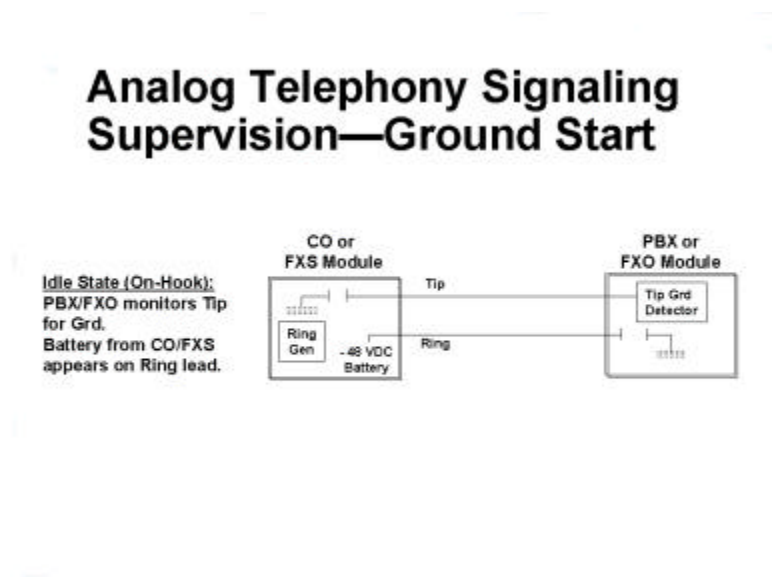 Analog Telephony Signaling
Supervision—Ground Start
Idle State (On-Hook):
PBX/FXO monitors Tip
for Grd.
Battery from CO/FXS
appears on Ring lead.
CO or
FXS Module
Ring
Gen
- 48 VDC
Battery
Tip
Ring
PBX or
FXO Module
Tip Grd
Detector